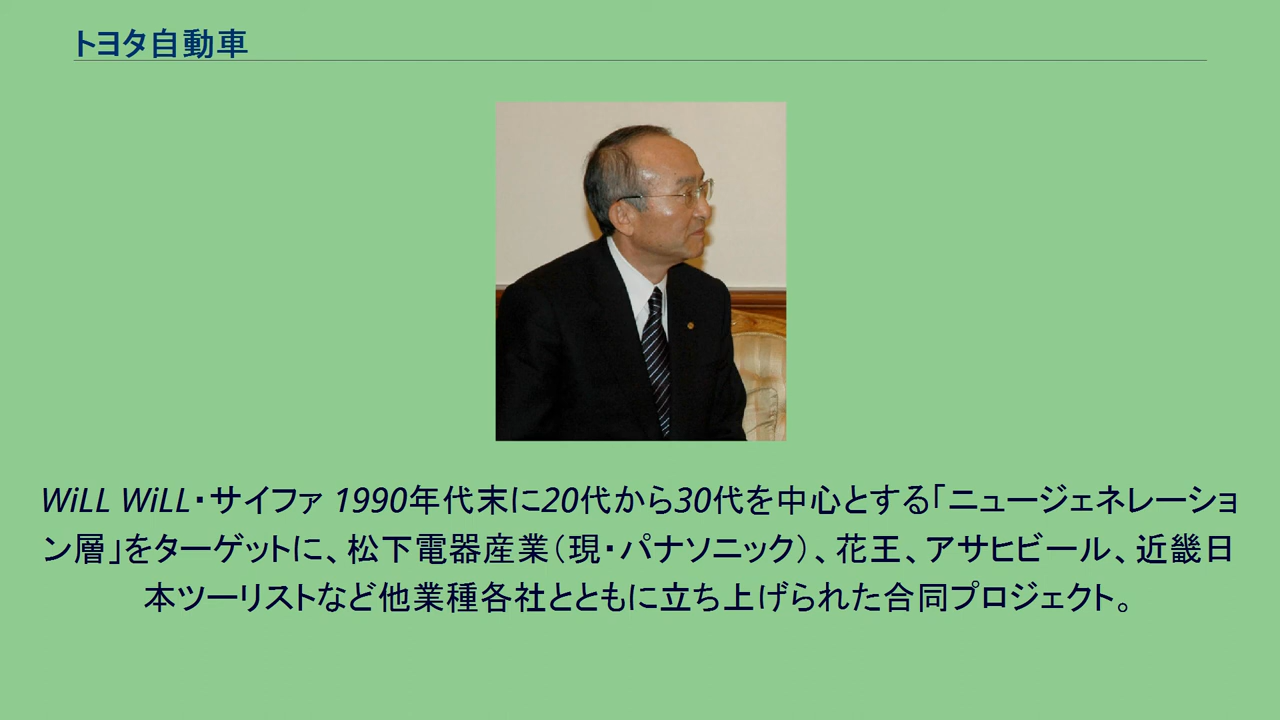 トヨタ自動車
WiLL WiLL・サイファ 1990年代末に20代から30代を中心とする「ニュージェネレーショ
ン層」をターゲットに、松下電器産業（現・パナソニック）、花王、アサヒビール、近畿日
本ツーリストなど他業種各社とともに立ち上げられた合同プロジェクト。